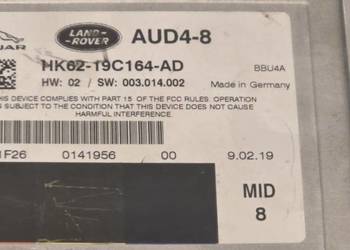 UAR LAND-ROVER AUD4-8
HK62-19C164-AD BBU4A
HW: 02 / SW: 003.014.002 Made in Germany
THIS DEVICE COMPLIES WITH PART 15 OF THE FCC RULES. OPERATION
IS SUBJECT TO THE CONDITION THAT THIS DEVICE DOES NOT CAUSE
HARMFUL INTERFERENCE.
1F26 0141956 00 9.02.19
MID
8